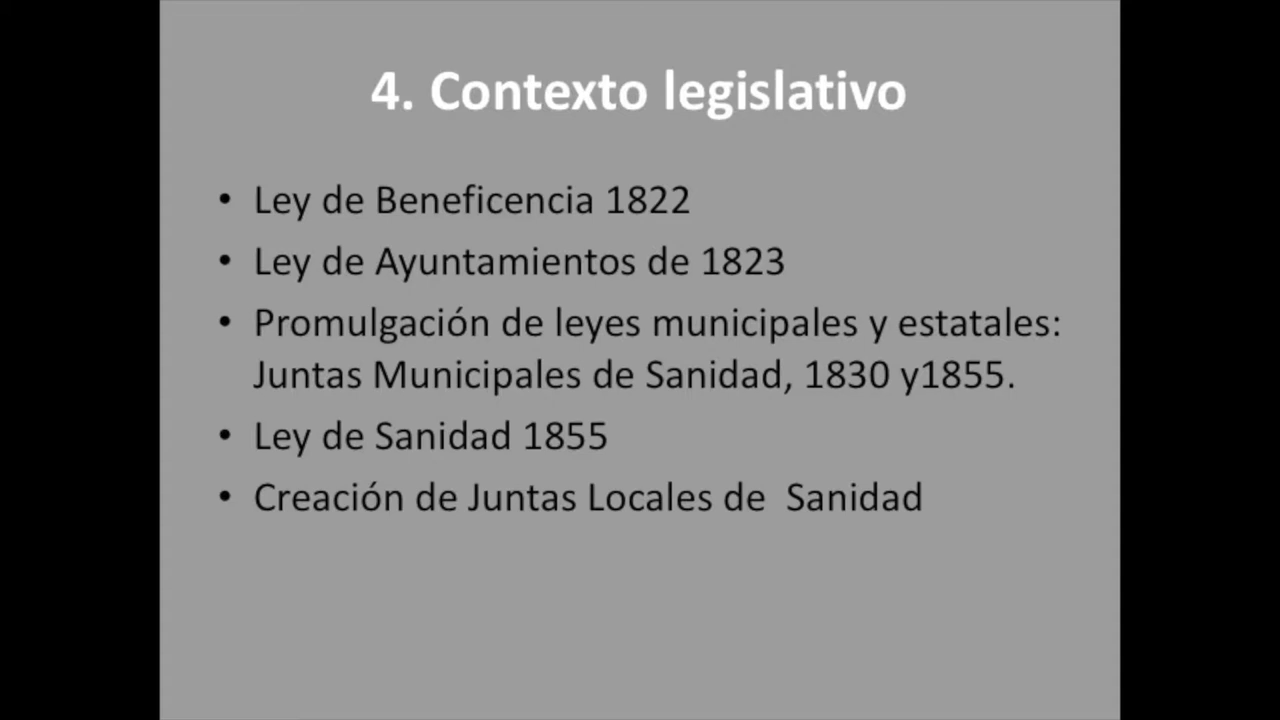 4. Contexto legislativo
• Ley de Beneficencia 1822
• Ley de Ayuntamientos de 1823
• Promulgación de leyes municipales y estatales:
Juntas Municipales de Sanidad, 1830 y1855.
• Ley de Sanidad 1855
• Creación de Juntas Locales de  Sanidad